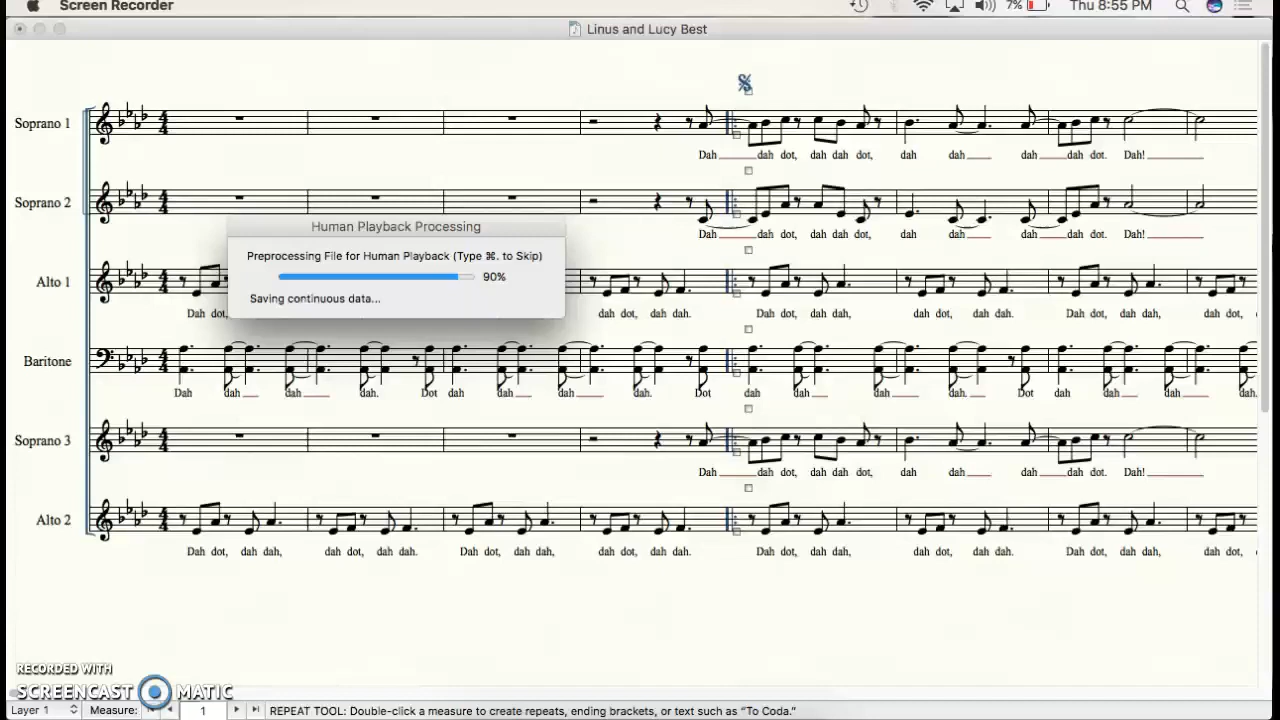 Screen Recorder 7% Thu 8:55 PM
Linus and Lucy Best
Soprano 1
Dah dah dot, dah dah dot, dah dah dah dah dot. Dah!
Soprano 2
Dah dah dot, dah dah dot, dah dah dah dah dot. Dah!
Human Playback Processing
Preprocessing File for Human Playback (Type ⌘. to Skip)
90%
Saving continuous data...
Alto 1
Dah dot, dah dot, dah dah. Dah dot, dah dah, dah dot, dah dah. Dah dot, dah dah, dah dot,
Baritone
Dah dah dah dah. Dot dah dah dah dah. Dot dah dah dah dah. Dot dah dah dah dah.
Soprano 3
Dah dah dot, dah dah dot, dah dah dah dah dot. Dah!
Alto 2
Dah dot, dah dah, dah dot, dah dah. Dah dot, dah dah, dah dot, dah dah. Dah dot, dah dah, dah dot, dah dah. Dah dot, dah dah, dah dot,
RECORDED WITH
SCREENCAST MATIC
Layer 1 Measure: 1 REPEAT TOOL: Double-click a measure to create repeats, ending brackets, or text such as “To Coda.”